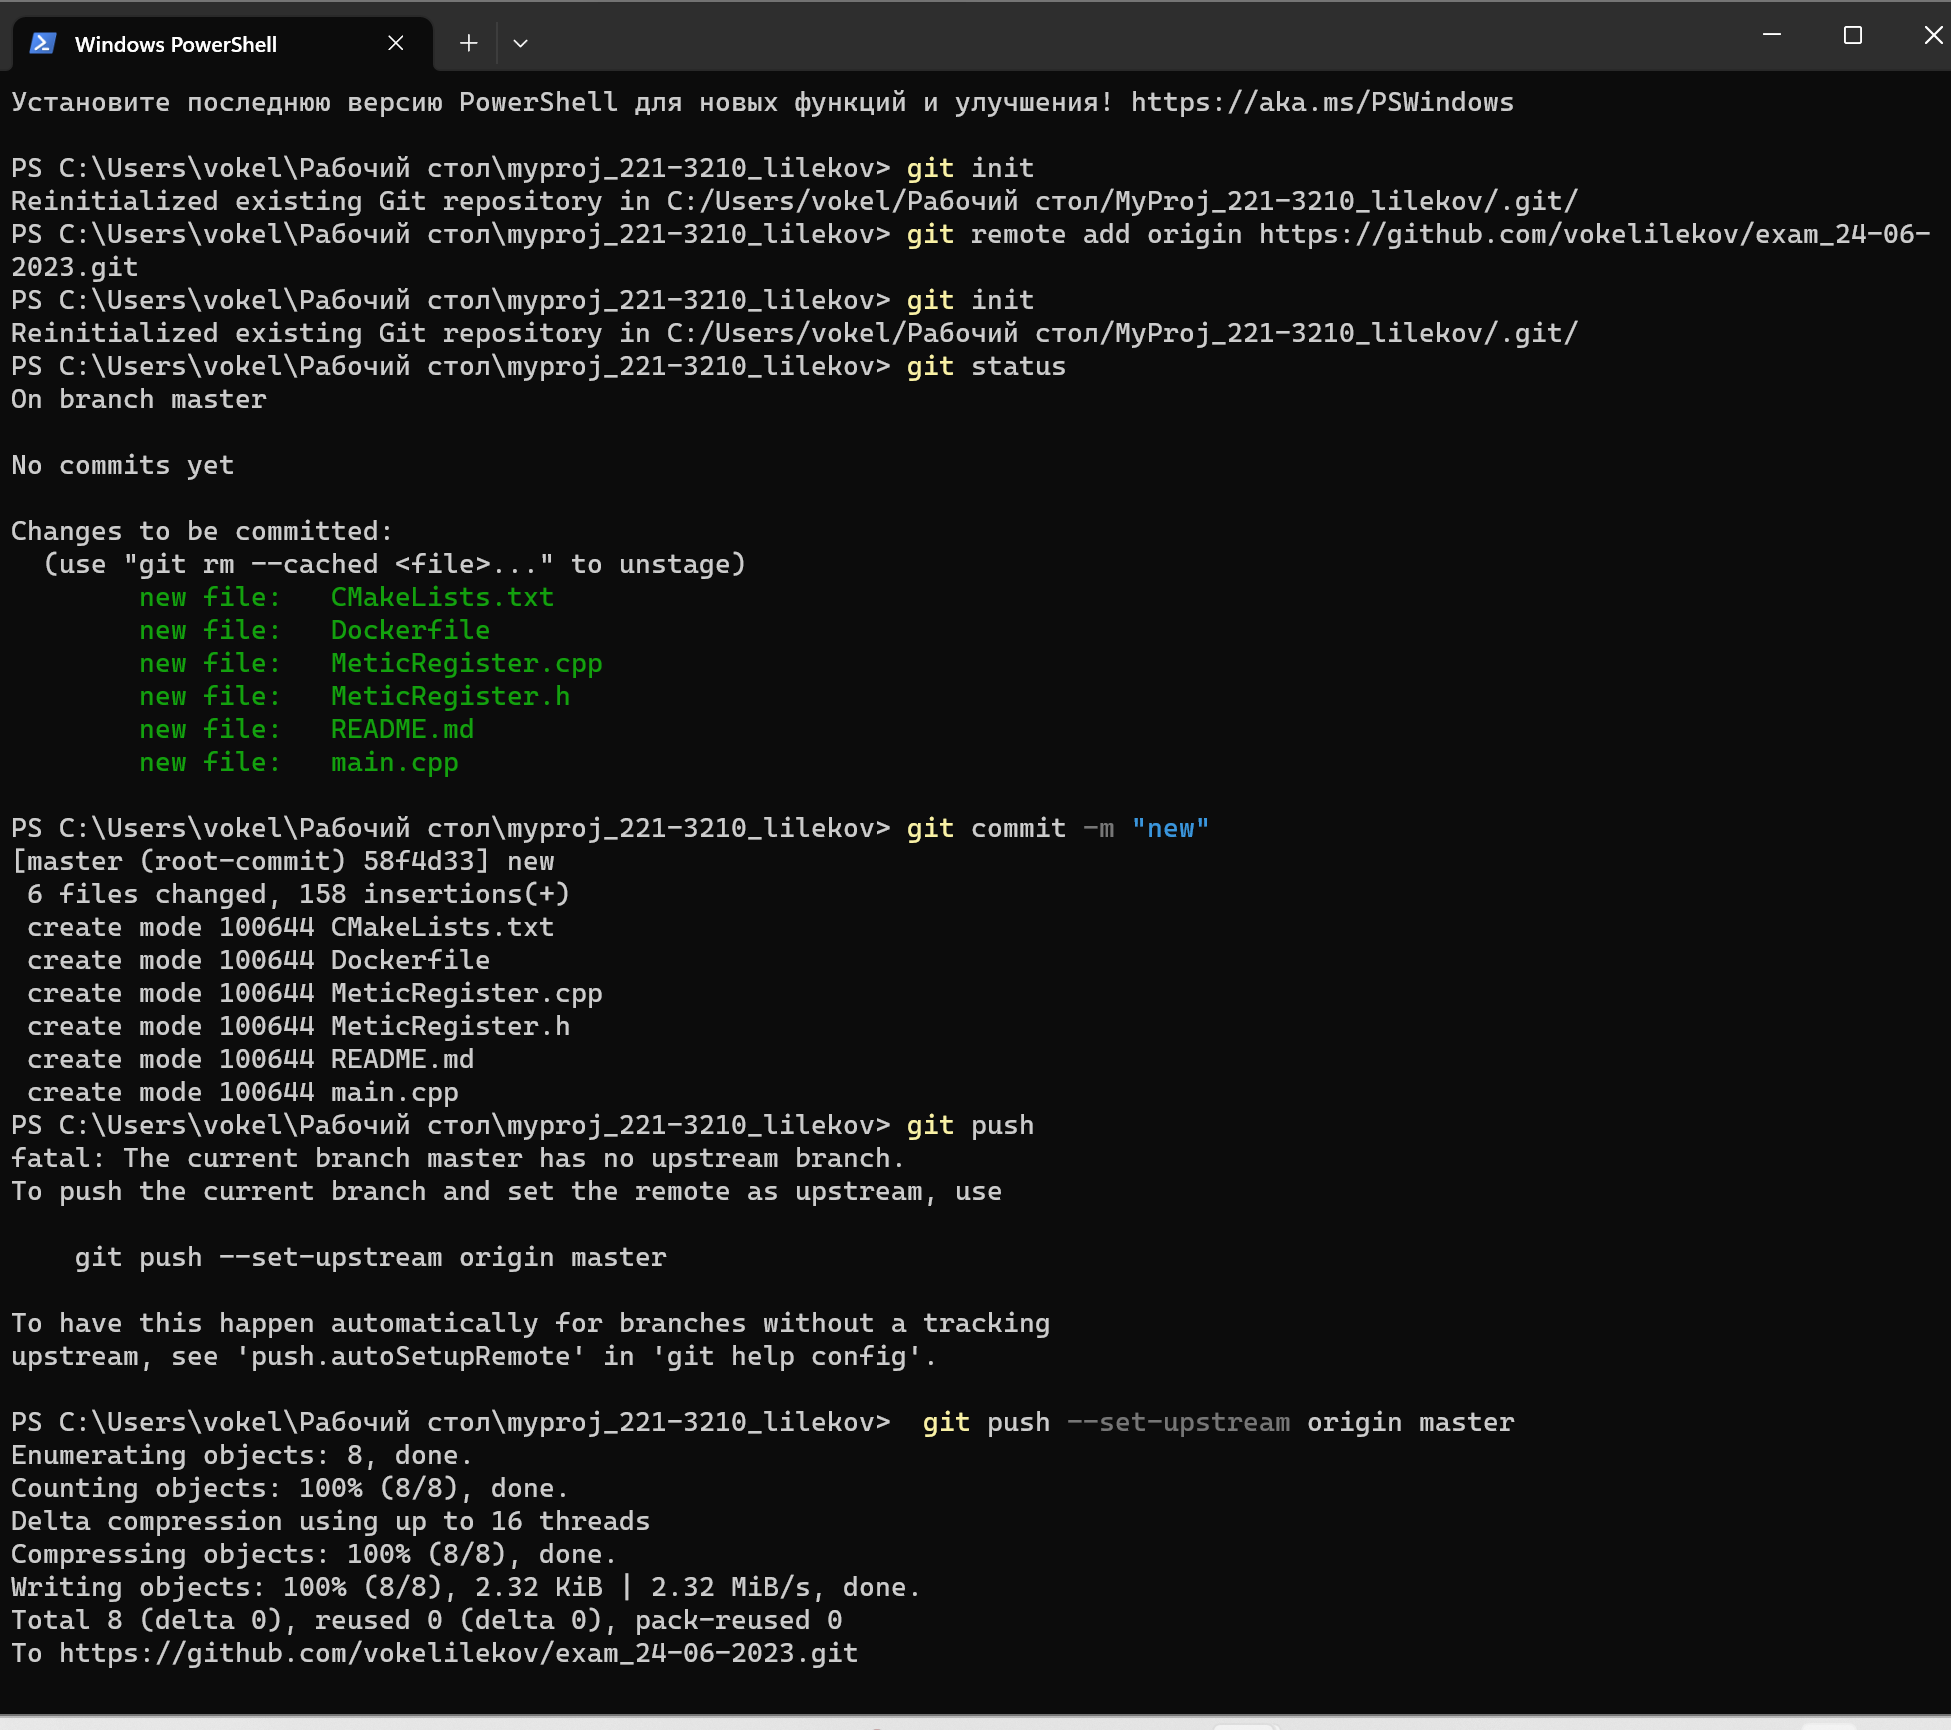 Windows PowerShell
Установите последнюю версию PowerShell для новых функций и улучшения! https://aka.ms/PSWindows
PS C:\Users\vokel\Рабочий стол\myproj_221-3210_lilekov> git init
Reinitialized existing Git repository in C:/Users/vokel/Рабочий стол/MyProj_221-3210_lilekov/.git/
PS C:\Users\vokel\Рабочий стол\myproj_221-3210_lilekov> git remote add origin https://github.com/vokelilekov/exam_24-06-
2023.git
PS C:\Users\vokel\Рабочий стол\myproj_221-3210_lilekov> git init
Reinitialized existing Git repository in C:/Users/vokel/Рабочий стол/MyProj_221-3210_lilekov/.git/
PS C:\Users\vokel\Рабочий стол\myproj_221-3210_lilekov> git status
On branch master
No commits yet
Changes to be committed:
  (use "git rm --cached <file>..." to unstage)
        new file:   CMakeLists.txt
        new file:   Dockerfile
        new file:   MeticRegister.cpp
        new file:   MeticRegister.h
        new file:   README.md
        new file:   main.cpp
PS C:\Users\vokel\Рабочий стол\myproj_221-3210_lilekov> git commit -m "new"
[master (root-commit) 58f4d33] new
 6 files changed, 158 insertions(+)
 create mode 100644 CMakeLists.txt
 create mode 100644 Dockerfile
 create mode 100644 MeticRegister.cpp
 create mode 100644 MeticRegister.h
 create mode 100644 README.md
 create mode 100644 main.cpp
PS C:\Users\vokel\Рабочий стол\myproj_221-3210_lilekov> git push
fatal: The current branch master has no upstream branch.
To push the current branch and set the remote as upstream, use
    git push --set-upstream origin master
To have this happen automatically for branches without a tracking
upstream, see 'push.autoSetupRemote' in 'git help config'.
PS C:\Users\vokel\Рабочий стол\myproj_221-3210_lilekov>  git push --set-upstream origin master
Enumerating objects: 8, done.
Counting objects: 100% (8/8), done.
Delta compression using up to 16 threads
Compressing objects: 100% (8/8), done.
Writing objects: 100% (8/8), 2.32 KiB | 2.32 MiB/s, done.
Total 8 (delta 0), reused 0 (delta 0), pack-reused 0
To https://github.com/vokelilekov/exam_24-06-2023.git